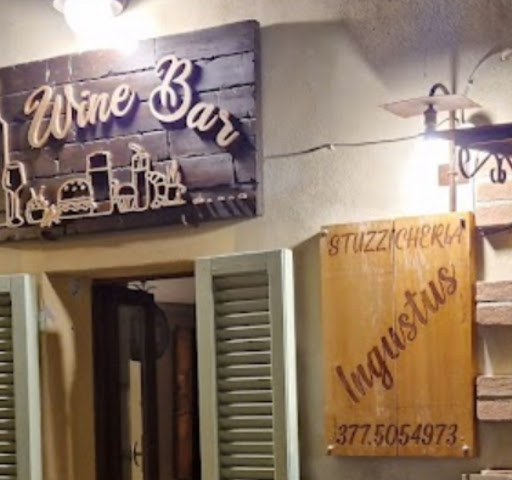 Wine Bar
STUZZICHERIA
Ingustus
377.5054973